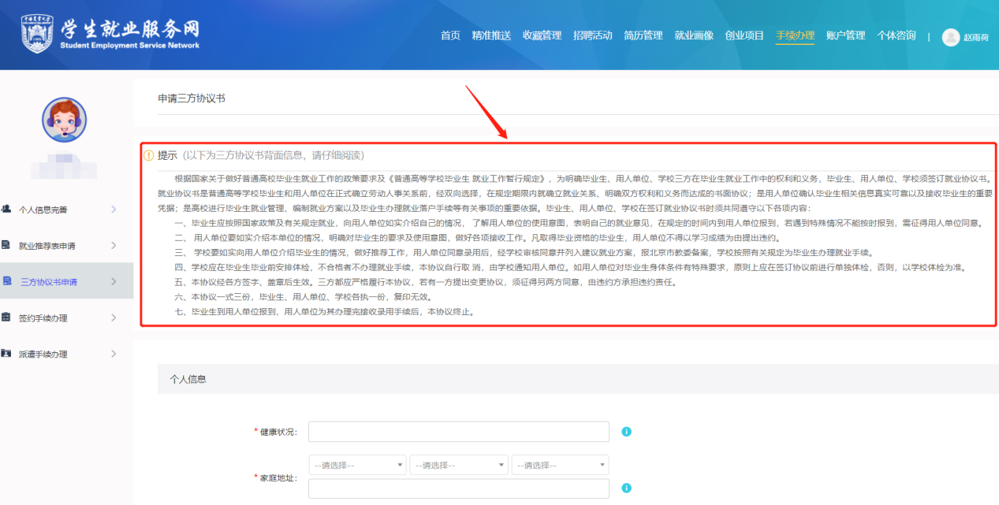 中国农业大学
1905
学生就业服务网
Student Employment Service Network
首页 精准推送 收藏管理 招聘活动 简历管理 就业画像 创业项目 手续办理 账户管理 个体咨询 | 赵雨荷
个人信息完善
就业推荐表申请
三方协议书申请
签约手续办理
派遣手续办理
申请三方协议书
提示（以下为三方协议书背面信息，请仔细阅读）
根据国家关于做好普通高校毕业生就业工作的政策要求及《普通高等学校毕业生 就业工作暂行规定》，为明确毕业生、用人单位、学校三方在毕业生就业工作中的权利和义务，毕业生、用人单位、学校须签订就业协议书。
就业协议书是普通高等学校毕业生和用人单位在正式确立劳动人事关系前，经双向选择，在规定期限内就确立就业关系、明确双方权利和义务而达成的书面协议；是用人单位确认毕业生相关信息真实可靠以及接收毕业生的重要
凭据；是高校进行毕业生就业管理、编制就业方案以及毕业生办理就业落户手续等有关事项的重要依据。毕业生、用人单位、学校在签订就业协议书时须共同遵守以下各项内容：
一、毕业生应按照国家政策及有关规定就业，向用人单位如实介绍自己的情况， 了解用人单位的使用意图，表明自己的就业意见，在规定的时间内到用人单位报到，若遇到特殊情况不能按时报到，需征得用人单位同意。
二、 用人单位要如实介绍本单位的情况，明确对毕业生的要求及使用意图，做好各项接收工作。凡取得毕业资格的毕业生，用人单位不得以学习成绩为由提出违约。
三、 学校要如实向用人单位介绍毕业生的情况，做好推荐工作，用人单位同意录用后，经学校审核同意并列入建议就业方案，报北京市教委备案，学校按照有关规定为毕业生办理就业手续。
四、学校应在毕业生毕业前安排体检，不合格者不办理就业手续，本协议自行取 消，由学校通知用人单位。如用人单位对毕业生身体条件有特殊要求，原则上应在签订协议前进行单独体检，否则，以学校体检为准。
五、本协议经各方签字、盖章后生效。三方都应严格履行本协议，若有一方提出变更协议，须征得另两方同意，由违约方承担违约责任。
六、本协议一式三份，毕业生、用人单位、学校各执一份，复印无效。
七、毕业生到用人单位报到，用人单位为其办理完接收录用手续后，本协议终止。
个人信息
* 健康状况：
--请选择-- --请选择-- --请选择--
* 家庭地址：